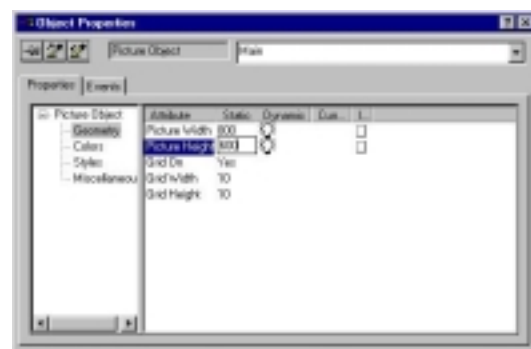 Object Properties
Picture Object Main
Properties Events
Picture Object
Geometry
Colors
Styles
Miscellaneou
Attribute Static Dynamic Curr... I...
Picture Width 800
Picture Height 600
Grid On Yes
Grid Width 10
Grid Height 10